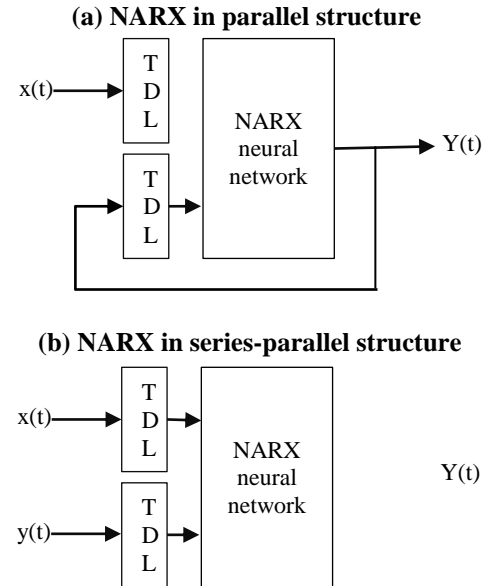 (a) NARX in parallel structure
T
D
L
x(t)
NARX
neural
network
Y(t)
T
D
L
(b) NARX in series-parallel structure
T
D
L
x(t)
NARX
neural
network
Y(t)
T
D
L
y(t)